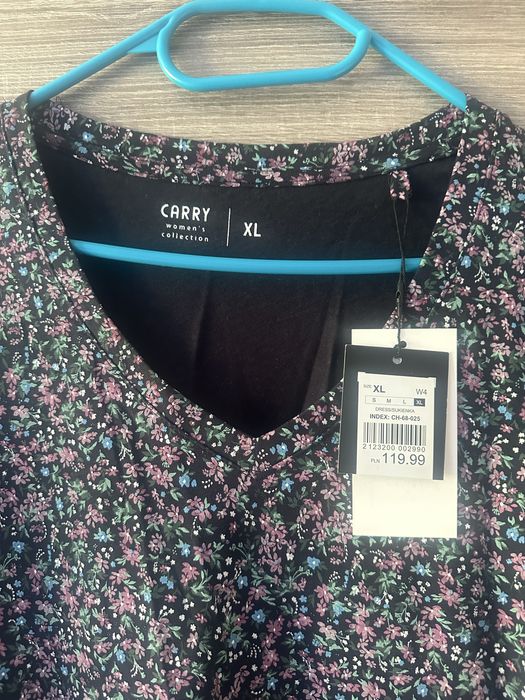 CARRY
women's
collection
XL
SIZE: XL W4
S M L XL
DRESS/SUKIENKA
INDEX: CH-68-025
2123200 002990
PLN 119.99